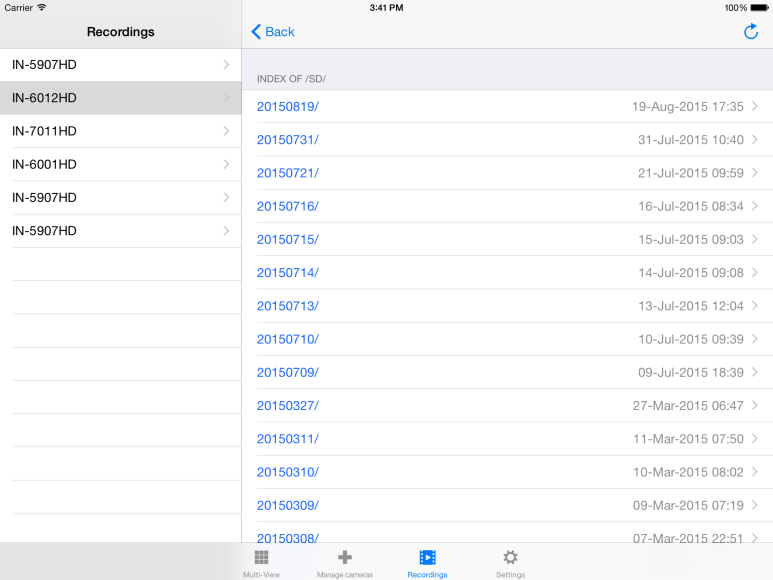 Carrier 3:41 PM 100%
Recordings
Back
IN-5907HD
IN-6012HD
IN-7011HD
IN-6001HD
IN-5907HD
IN-5907HD
INDEX OF /SD/
20150819/ 19-Aug-2015 17:35
20150731/ 31-Jul-2015 10:40
20150721/ 21-Jul-2015 09:59
20150716/ 16-Jul-2015 08:34
20150715/ 15-Jul-2015 09:03
20150714/ 14-Jul-2015 09:08
20150713/ 13-Jul-2015 12:04
20150710/ 10-Jul-2015 09:39
20150709/ 09-Jul-2015 18:39
20150327/ 27-Mar-2015 06:47
20150311/ 11-Mar-2015 07:50
20150310/ 10-Mar-2015 08:02
20150309/ 09-Mar-2015 07:19
20150308/ 07-Mar-2015 22:51
Multi-View Manage cameras Recordings Settings